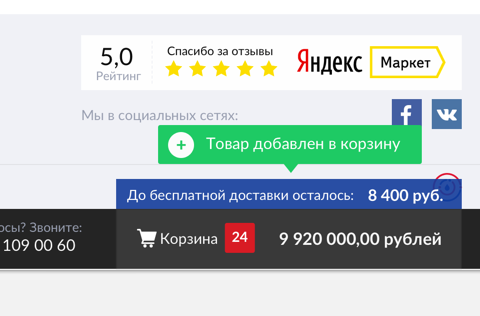 5,0
Рейтинг
Спасибо за отзывы
Яндекс
Маркет
Мы в социальных сетях:
Товар добавлен в корзину
До бесплатной доставки осталось: 8 400 руб.
осы? Звоните:
109 00 60
Корзина 24 9 920 000,00 рублей